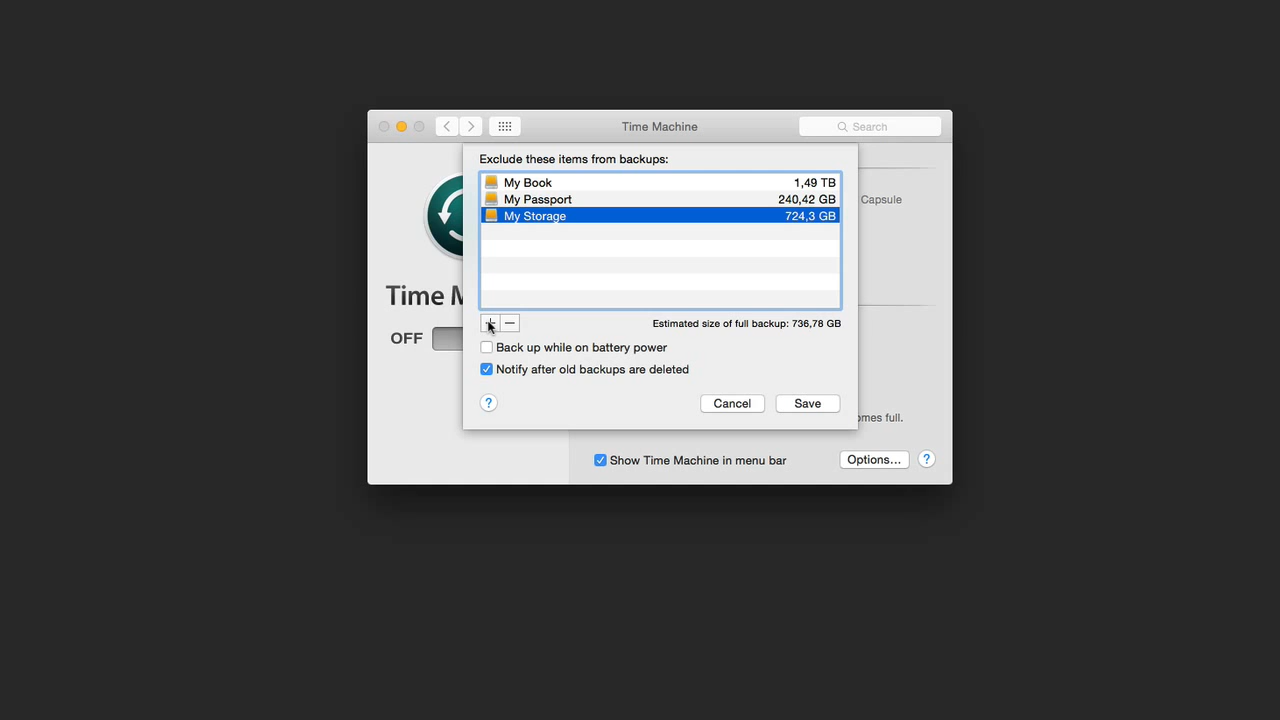 Time Machine
Search
Exclude these items from backups:
My Book 1,49 TB
My Passport 240,42 GB
My Storage 724,3 GB
Capsule
Time M
OFF
Estimated size of full backup: 736,78 GB
Back up while on battery power
Notify after old backups are deleted
?
Cancel
Save
omes full.
Show Time Machine in menu bar
Options...
?